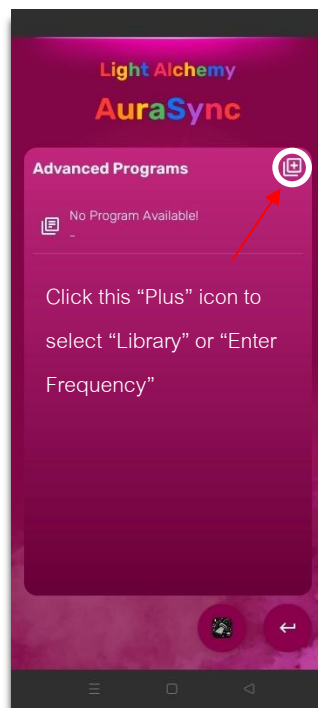 Light Alchemy
AuraSync
Advanced Programs
No Program Available!
-
Click this “Plus” icon to
select “Library” or “Enter
Frequency”